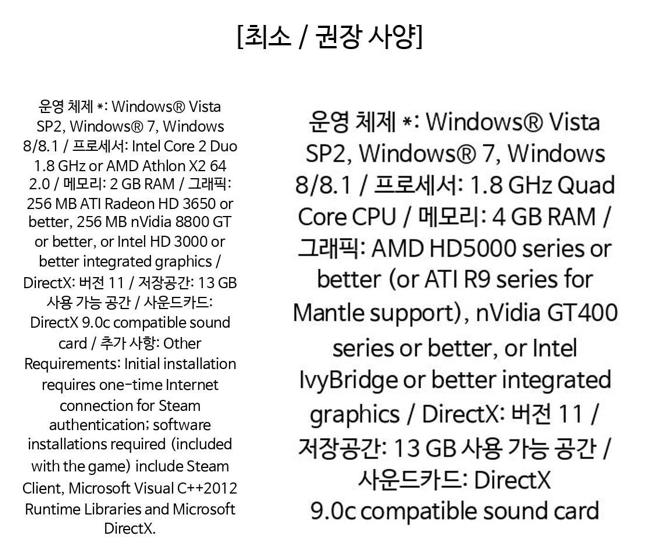 [최소 / 권장 사양]
운영 체제 *: Windows® Vista
SP2, Windows® 7, Windows
8/8.1 / 프로세서: Intel Core 2 Duo
1.8 GHz or AMD Athlon X2 64
2.0 / 메모리: 2 GB RAM / 그래픽:
256 MB ATI Radeon HD 3650 or
better, 256 MB nVidia 8800 GT
or better, or Intel HD 3000 or
better integrated graphics /
DirectX: 버전 11 / 저장공간: 13 GB
사용 가능 공간 / 사운드카드:
DirectX 9.0c compatible sound
card / 추가 사항: Other
Requirements: Initial installation
requires one-time Internet
connection for Steam
authentication; software
installations required (included
with the game) include Steam
Client, Microsoft Visual C++2012
Runtime Libraries and Microsoft
DirectX.
운영 체제 *: Windows® Vista
SP2, Windows® 7, Windows
8/8.1 / 프로세서: 1.8 GHz Quad
Core CPU / 메모리: 4 GB RAM /
그래픽: AMD HD5000 series or
better (or ATI R9 series for
Mantle support), nVidia GT400
series or better, or Intel
IvyBridge or better integrated
graphics / DirectX: 버전 11 /
저장공간: 13 GB 사용 가능 공간 /
사운드카드: DirectX
9.0c compatible sound card